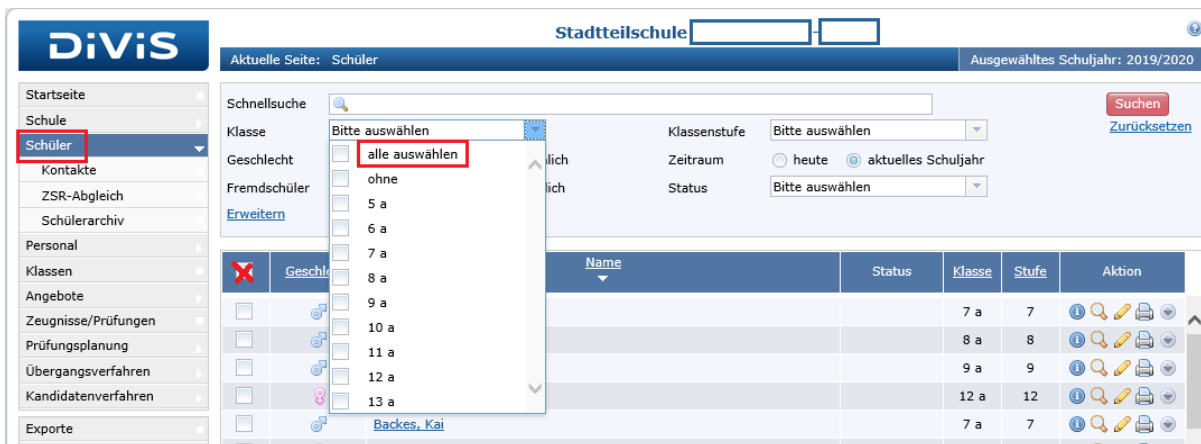 DiViS
Stadtteilschule -
Aktuelle Seite: Schüler
Ausgewähltes Schuljahr: 2019/2020
Startseite
Schule
Schüler
Kontakte
ZSR-Abgleich
Schülerarchiv
Personal
Klassen
Angebote
Zeugnisse/Prüfungen
Prüfungsplanung
Übergangsverfahren
Kandidatenverfahren
Exporte
Schnellsuche
Suchen
Zurücksetzen
Klasse Bitte auswählen
Klassenstufe Bitte auswählen
Geschlecht lich
Zeitraum heute aktuelles Schuljahr
Fremdschüler lich
Status Bitte auswählen
Erweitern
alle auswählen
ohne
5 a
6 a
7 a
8 a
9 a
10 a
11 a
12 a
13 a
Geschle Name Status Klasse Stufe Aktion
7 a 7
8 a 8
9 a 9
12 a 12
Backes, Kai 7 a 7